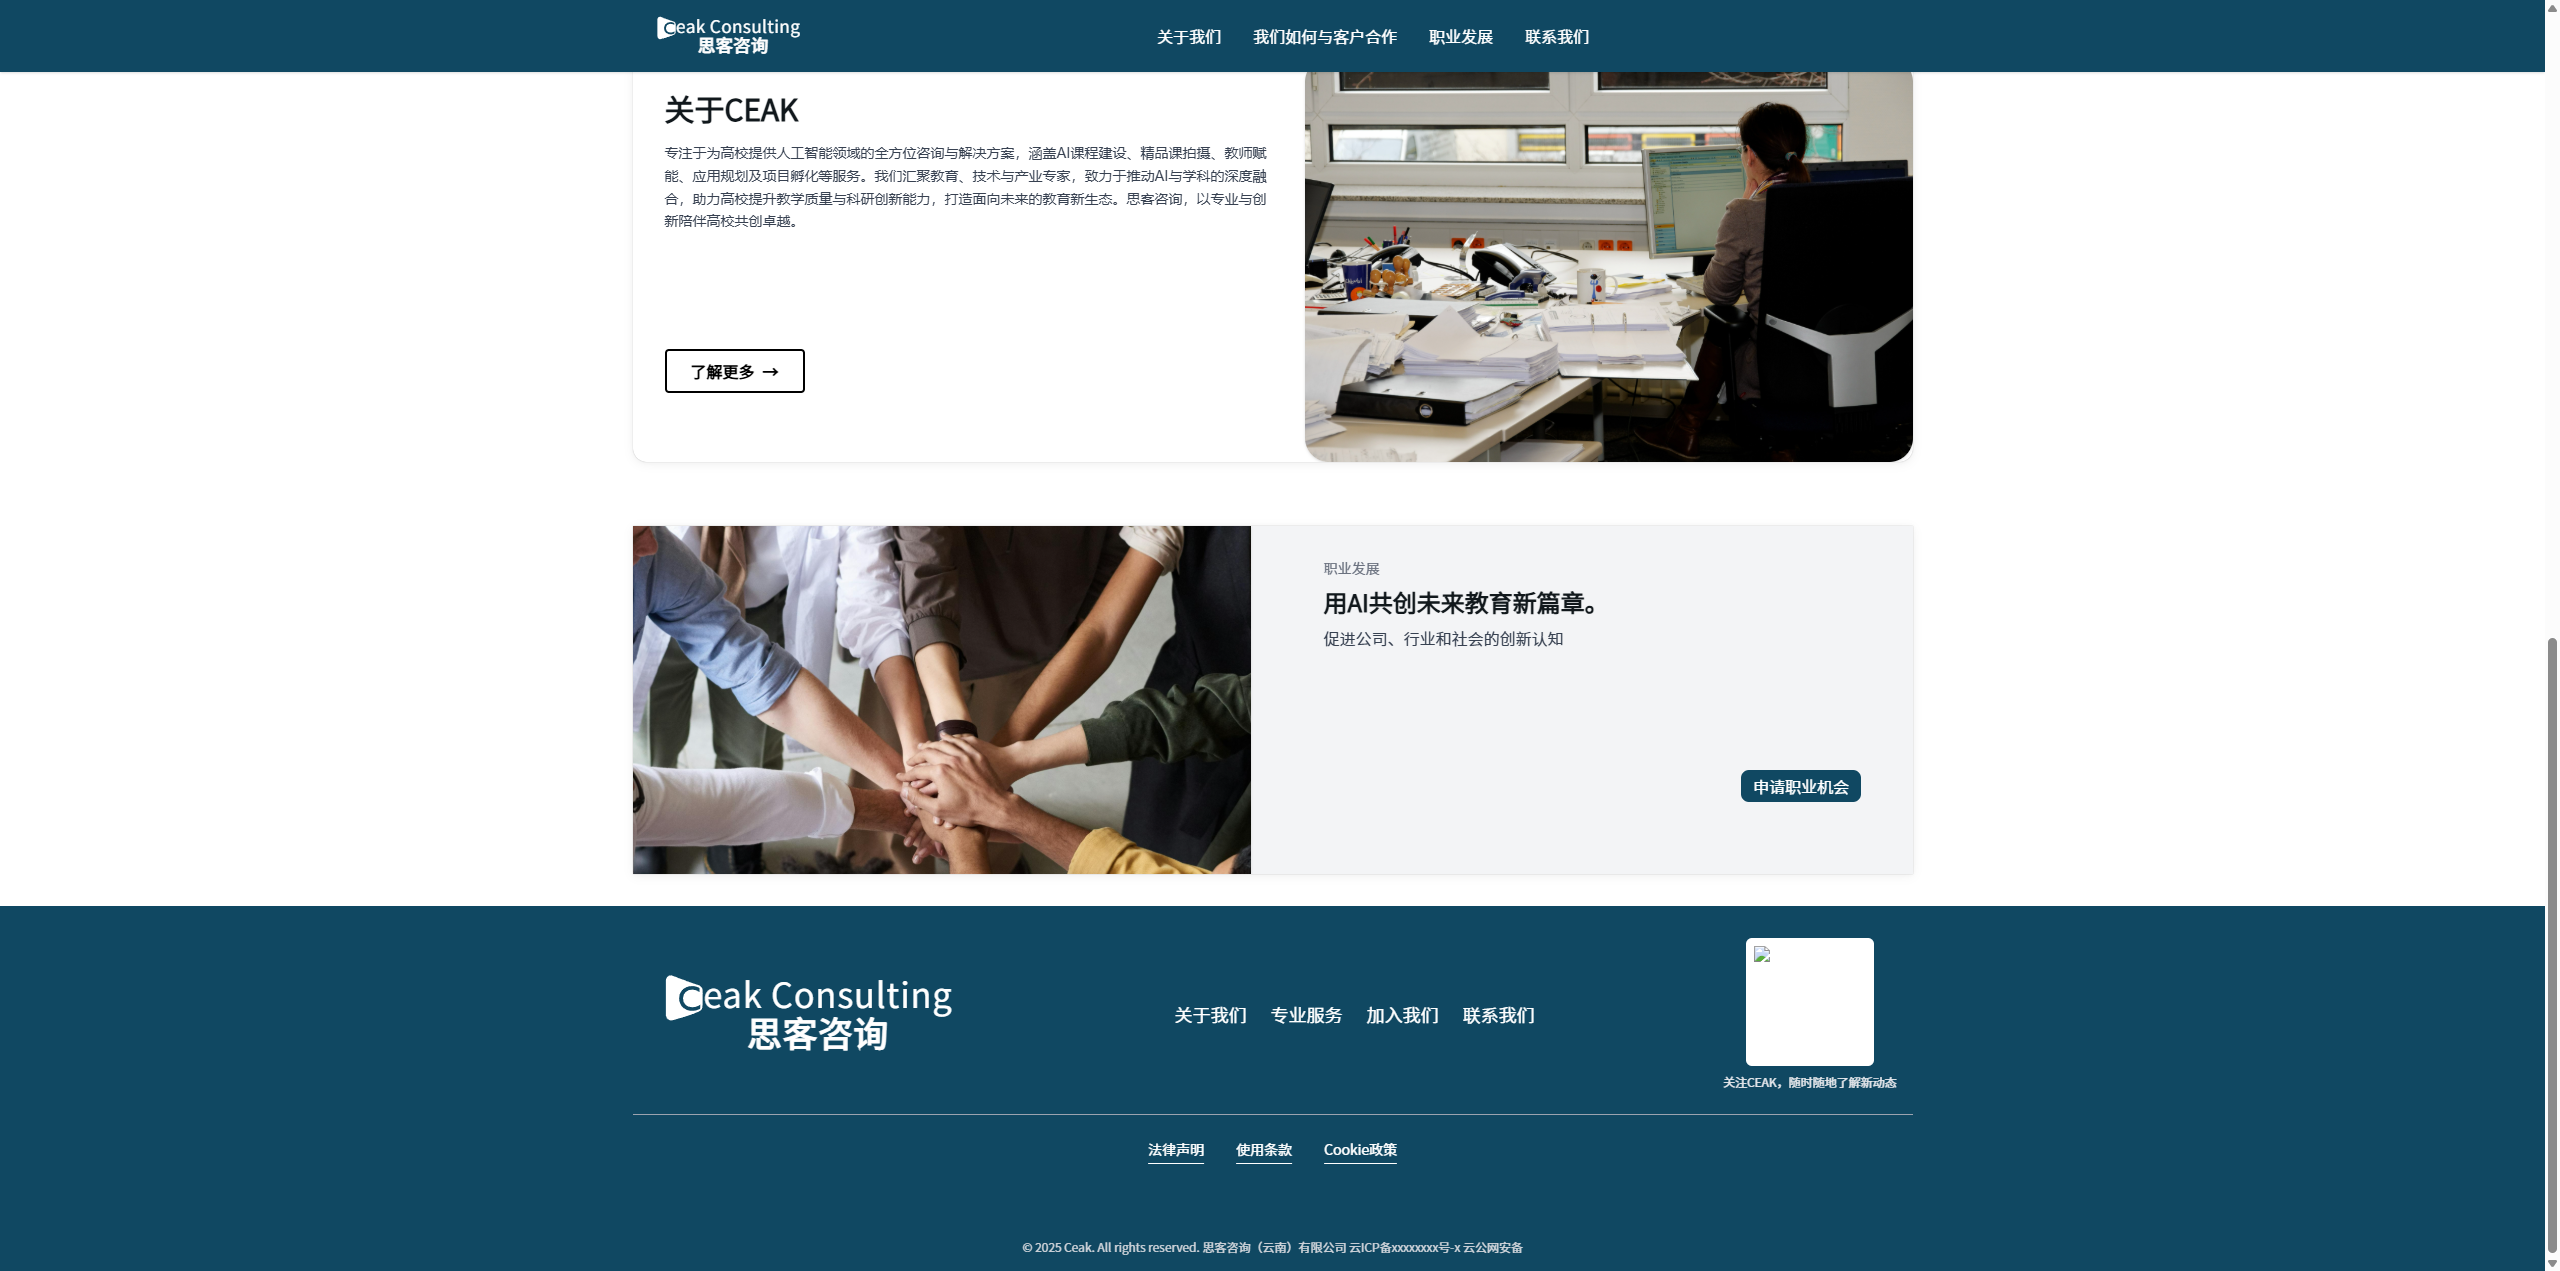 Ceak Consulting
思客咨询
关于我们 我们如何与客户合作 职业发展 联系我们
关于CEAK
专注于为高校提供人工智能领域的全方位咨询与解决方案，涵盖AI课程建设、精品课拍摄、教师赋
能、应用规划及项目孵化等服务。我们汇聚教育、技术与产业专家，致力于推动AI与学科的深度融
合，助力高校提升教学质量与科研创新能力，打造面向未来的教育新生态。思客咨询，以专业与创
新陪伴高校共创卓越。
了解更多 →
职业发展
用AI共创未来教育新篇章。
促进公司、行业和社会的创新认知
申请职业机会
Ceak Consulting
思客咨询
关于我们 专业服务 加入我们 联系我们
关注CEAK，随时随地了解新动态
法律声明 使用条款 Cookie政策
© 2025 Ceak. All rights reserved. 思客咨询（云南）有限公司 云ICP备xxxxxxxx号-x 云公网安备